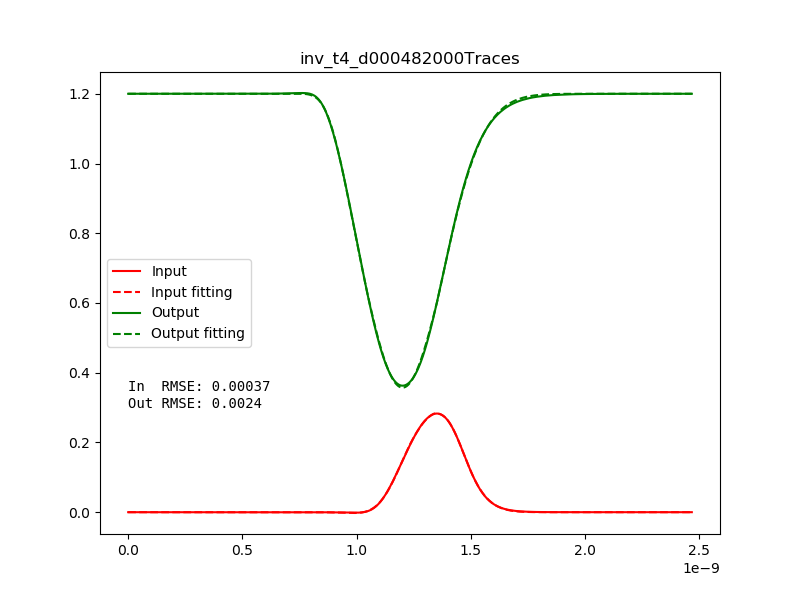 inv_t4_d000482000Traces
1.2
1.0
0.8
0.6
0.4
0.2
0.0
Input
Input fitting
Output
Output fitting
In  RMSE: 0.00037
Out RMSE: 0.0024
0.0 0.5 1.0 1.5 2.0 2.5
1e−9